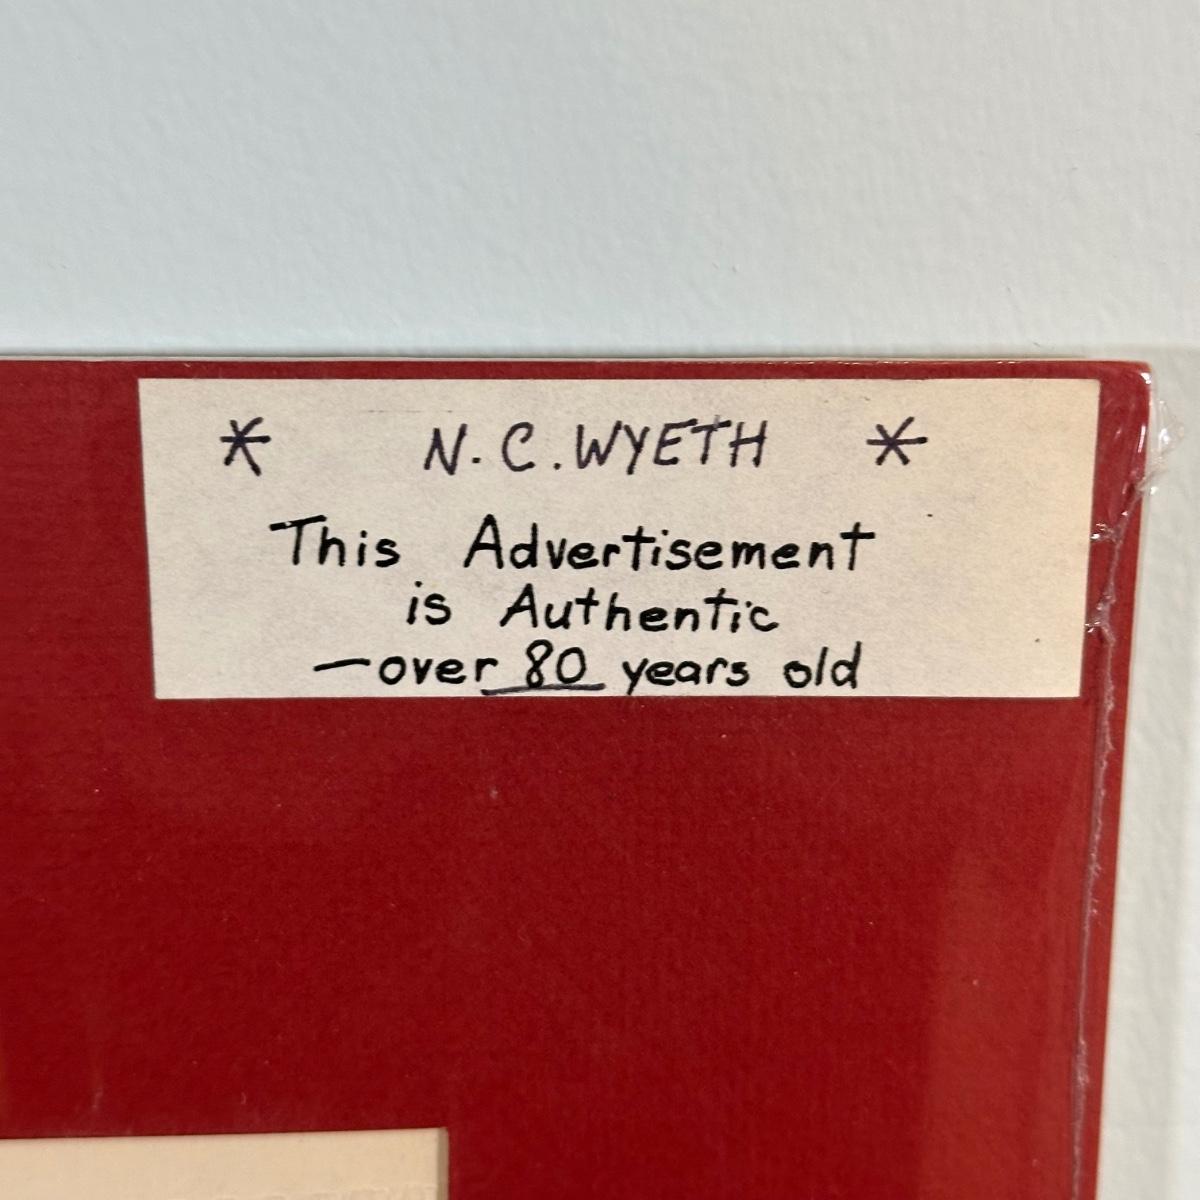 * N.C. WYETH *
This Advertisement
is Authentic
—over 80 years old